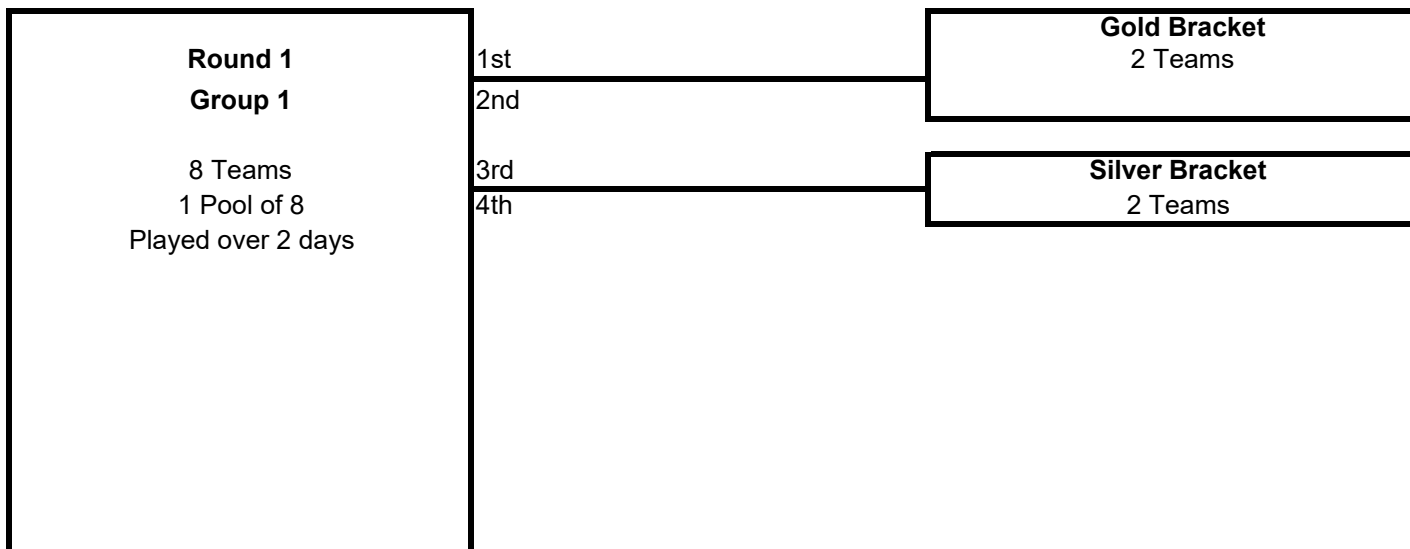 Round 1
Group 1
8 Teams
1 Pool of 8
Played over 2 days
1st
2nd
3rd
4th
Gold Bracket
2 Teams
Silver Bracket
2 Teams